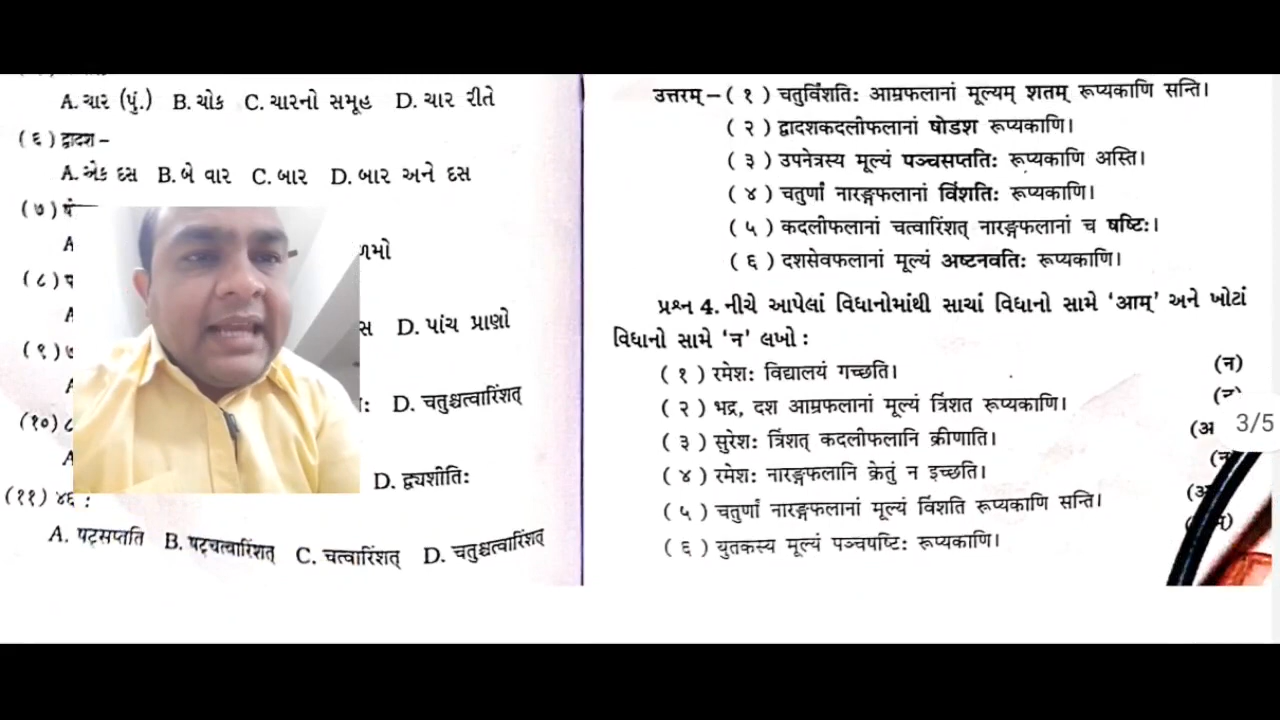 A. ચાર (પું.) B. ચોક C. ચારનો સમૂહ D. ચાર રીતે
(૬) द्वादश –
A. એક દસ B. બે વાર C. બાર D. બાર અને દસ
(૭)
A
ળમો
(૮)
સ D. પાંચ પ્રાણો
(૯)
D. चतुश्चत्वारिंशत्
(૧૦)
D. द्व्यशीतिः
(૧૧) ૪૬ :
A. षट्सप्तति B. षट्चत्वारिंशत् C. चत्वारिंशत् D. चतुश्चत्वारिंशत्
उत्तरम् – ( १ ) चतुर्विंशतिः आम्रफलानां मूल्यम् शतम् रूप्यकाणि सन्ति।
( २ ) द्वादशकदलीफलानां षोडश रूप्यकाणि।
( ३ ) उपनेत्रस्य मूल्यं पञ्चसप्ततिः रूप्यकाणि अस्ति।
( ४ ) चतुर्णां नारङ्गफलानां विंशतिः रूप्यकाणि।
( ५ ) कदलीफलानां चत्वारिंशत् नारङ्गफलानां च षष्टिः।
( ६ ) दशसेवफलानां मूल्यं अष्टनवतिः रूप्यकाणि।
પ્રશ્ન 4. નીચે આપેલાં વિધાનોમાંથી સાચાં વિધાનો સામે ‘आम्’ અને ખોટાં
વિધાનો સામે ‘न’ લખો :
( १ ) रमेशः विद्यालयं गच्छति। (न)
( २ ) भद्र, दश आम्रफलानां मूल्यं त्रिंशत रूप्यकाणि।
3/5
( ३ ) सुरेशः त्रिंशत् कदलीफलानि क्रीणाति।
( ४ ) रमेशः नारङ्गफलानि क्रेतुं न इच्छति।
( ५ ) चतुर्णां नारङ्गफलानां मूल्यं विंशति रूप्यकाणि सन्ति।
( ६ ) युतकस्य मूल्यं पञ्चषष्टिः रूप्यकाणि।